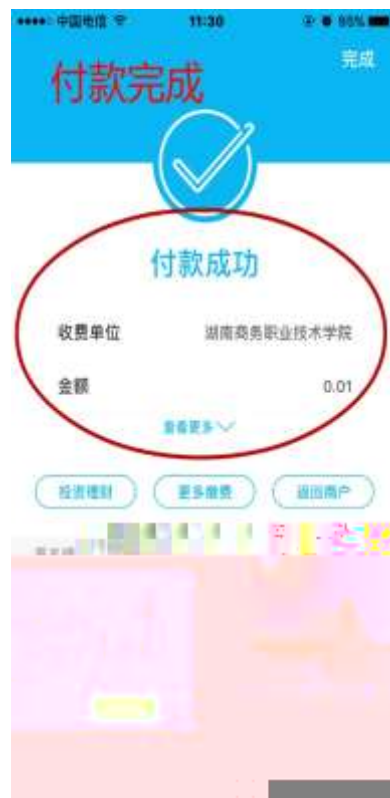 中国电信 11:30 95%
完成
付款完成
付款成功
收费单位 湖南商务职业技术学院
金额 0.01
查看更多
投资理财 更多缴费 返回商户